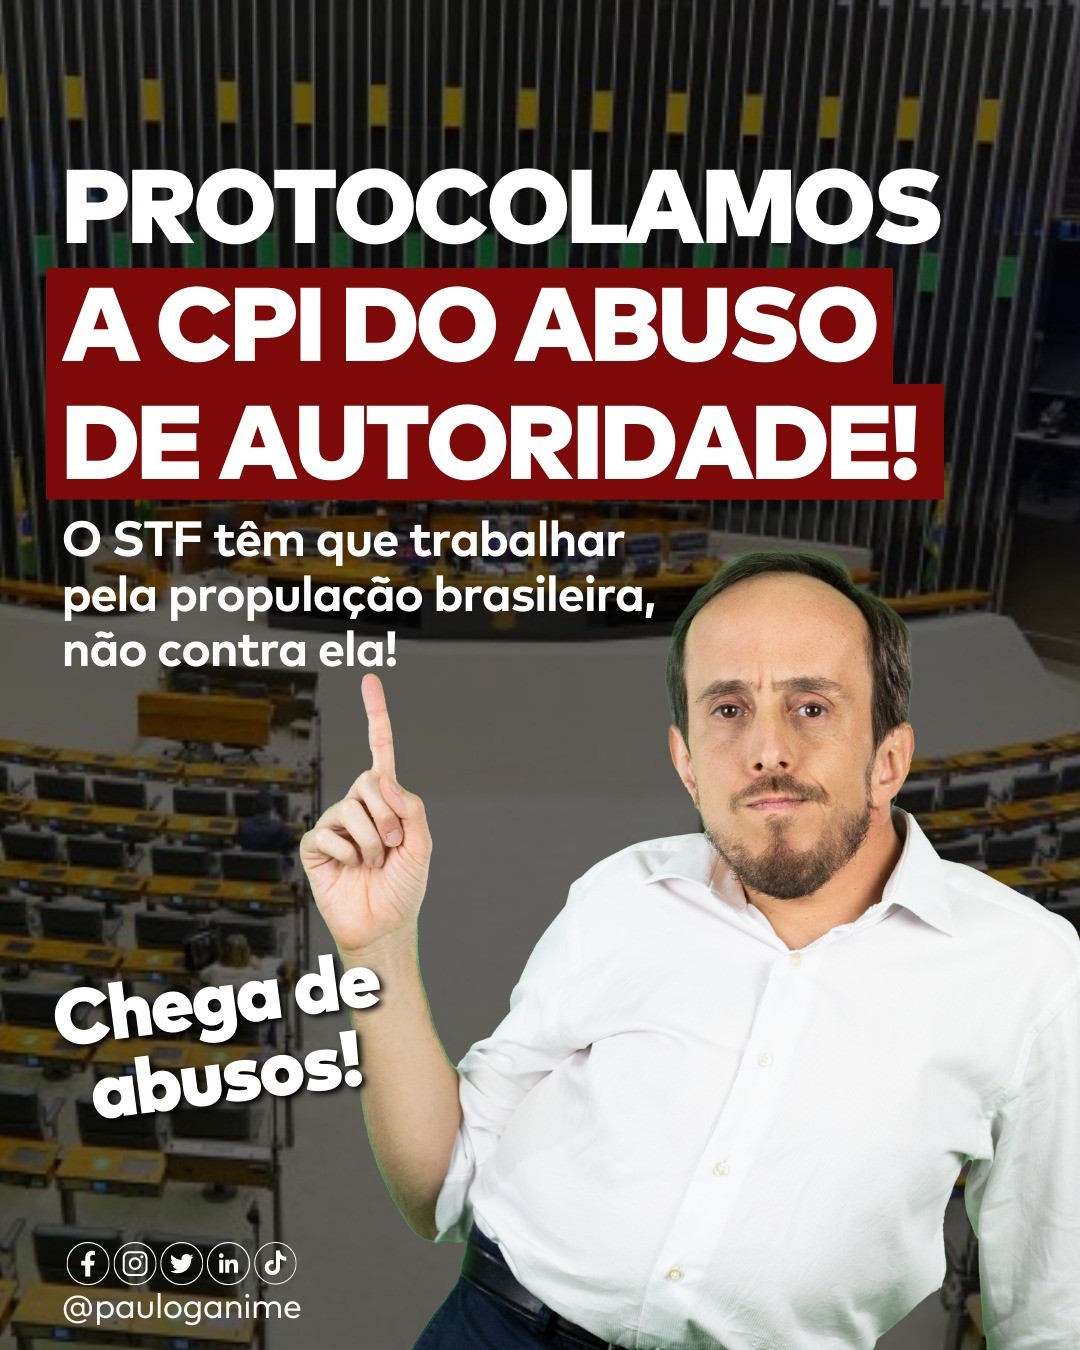 PROTOCOLAMOS
A CPI DO ABUSO
DE AUTORIDADE!
O STF têm que trabalhar
pela propulação brasileira,
não contra ela!
Chega de
abusos!
@pauloganime